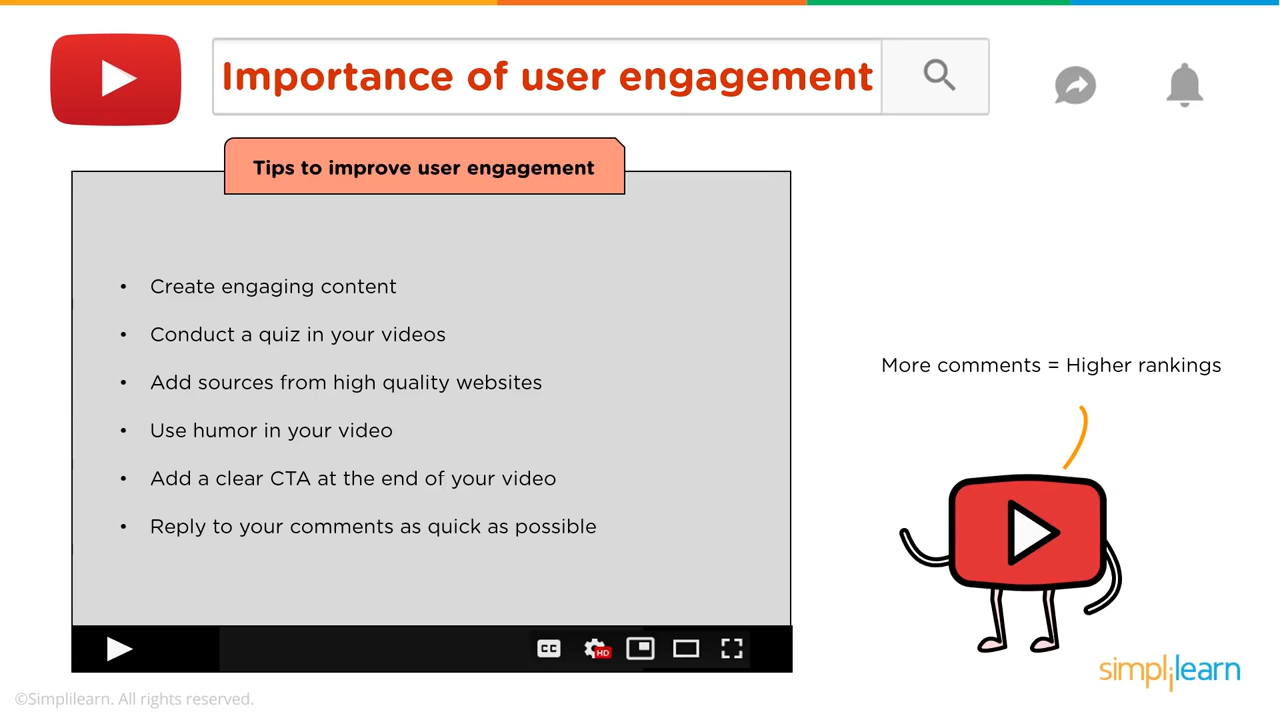 Importance of user engagement
Tips to improve user engagement
• Create engaging content
• Conduct a quiz in your videos
• Add sources from high quality websites
• Use humor in your video
• Add a clear CTA at the end of your video
• Reply to your comments as quick as possible
More comments = Higher rankings
CC
HD
simplilearn
©Simplilearn. All rights reserved.